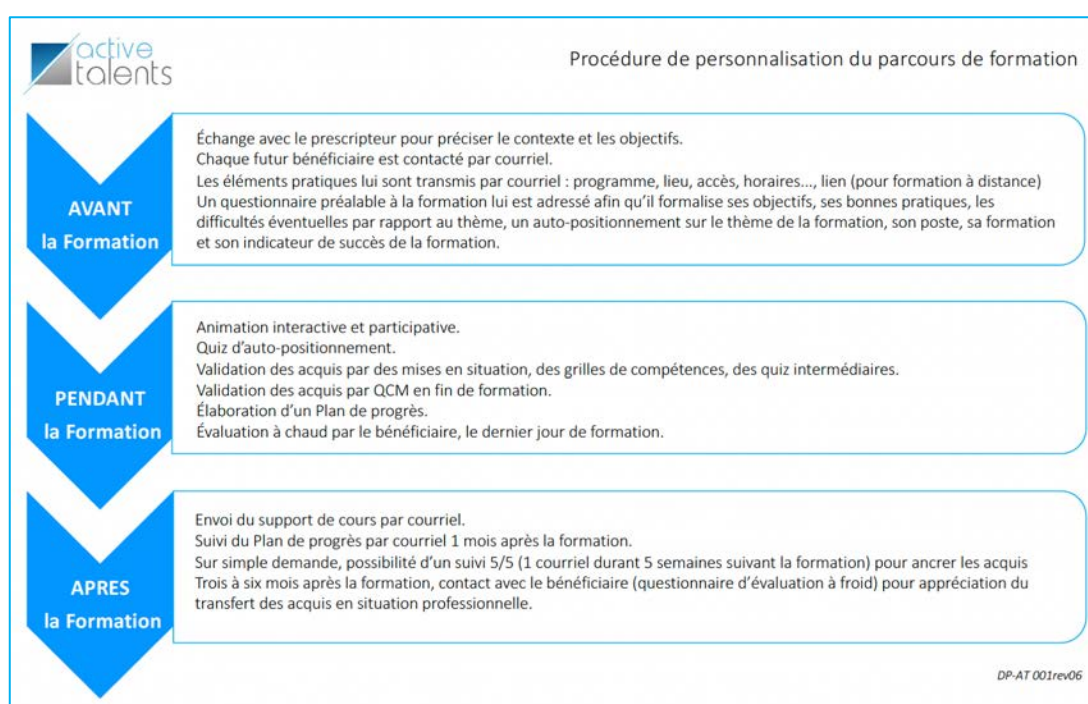 active
talents
Procédure de personnalisation du parcours de formation
AVANT
la Formation
Échange avec le prescripteur pour préciser le contexte et les objectifs.
Chaque futur bénéficiaire est contacté par courriel.
Les éléments pratiques lui sont transmis par courriel : programme, lieu, accès, horaires..., lien (pour formation à distance)
Un questionnaire préalable à la formation lui est adressé afin qu'il formalise ses objectifs, ses bonnes pratiques, les
difficultés éventuelles par rapport au thème, un auto-positionnement sur le thème de la formation, son poste, sa formation
et son indicateur de succès de la formation.
PENDANT
la Formation
Animation interactive et participative.
Quiz d'auto-positionnement.
Validation des acquis par des mises en situation, des grilles de compétences, des quiz intermédiaires.
Validation des acquis par QCM en fin de formation.
Élaboration d'un Plan de progrès.
Évaluation à chaud par le bénéficiaire, le dernier jour de formation.
APRES
la Formation
Envoi du support de cours par courriel.
Suivi du Plan de progrès par courriel 1 mois après la formation.
Sur simple demande, possibilité d'un suivi 5/5 (1 courriel durant 5 semaines suivant la formation) pour ancrer les acquis
Trois à six mois après la formation, contact avec le bénéficiaire (questionnaire d'évaluation à froid) pour appréciation du
transfert des acquis en situation professionnelle.
DP-AT 001rev06